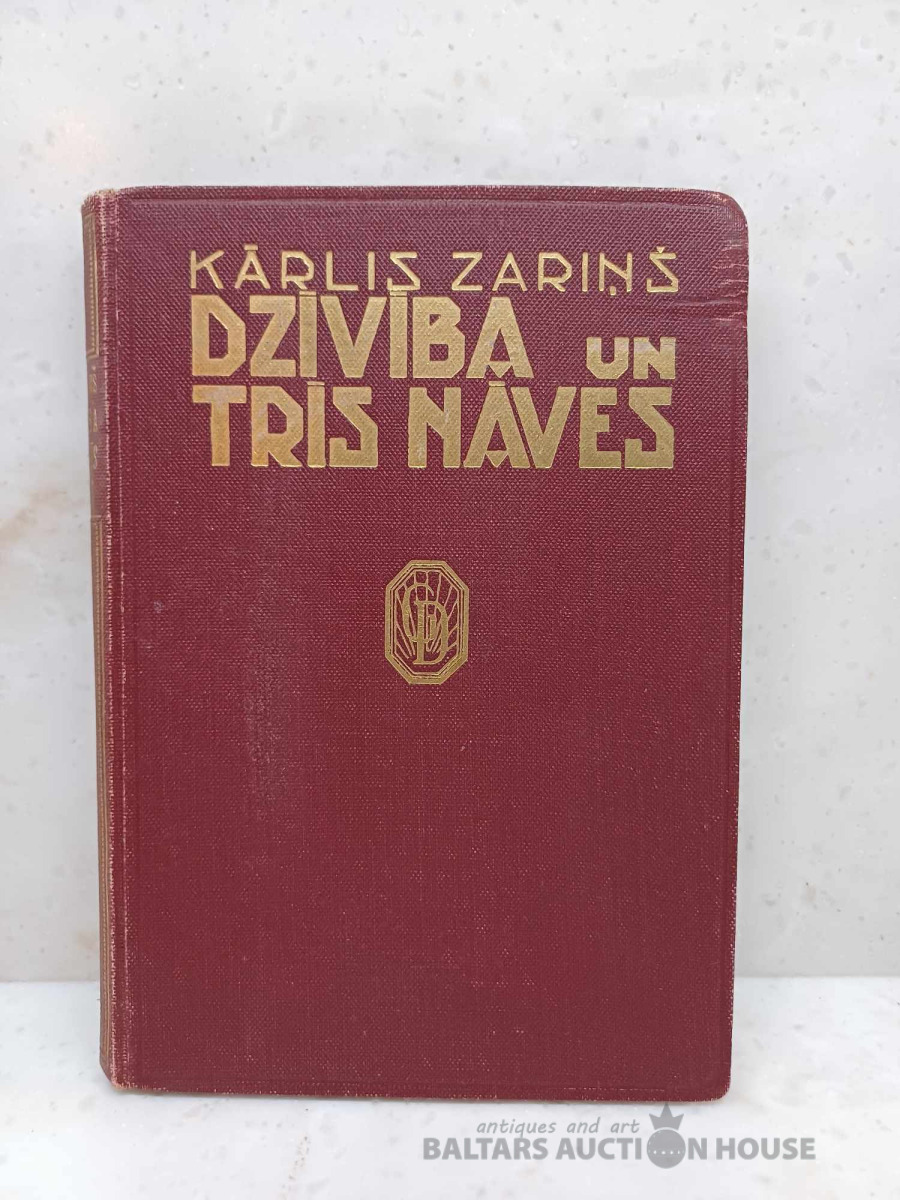 KĀRLIS ZARIŅŠ
DZĪVĪBA UN
TRĪS NĀVES
antiques and art
BALTARS AUCTION HOUSE